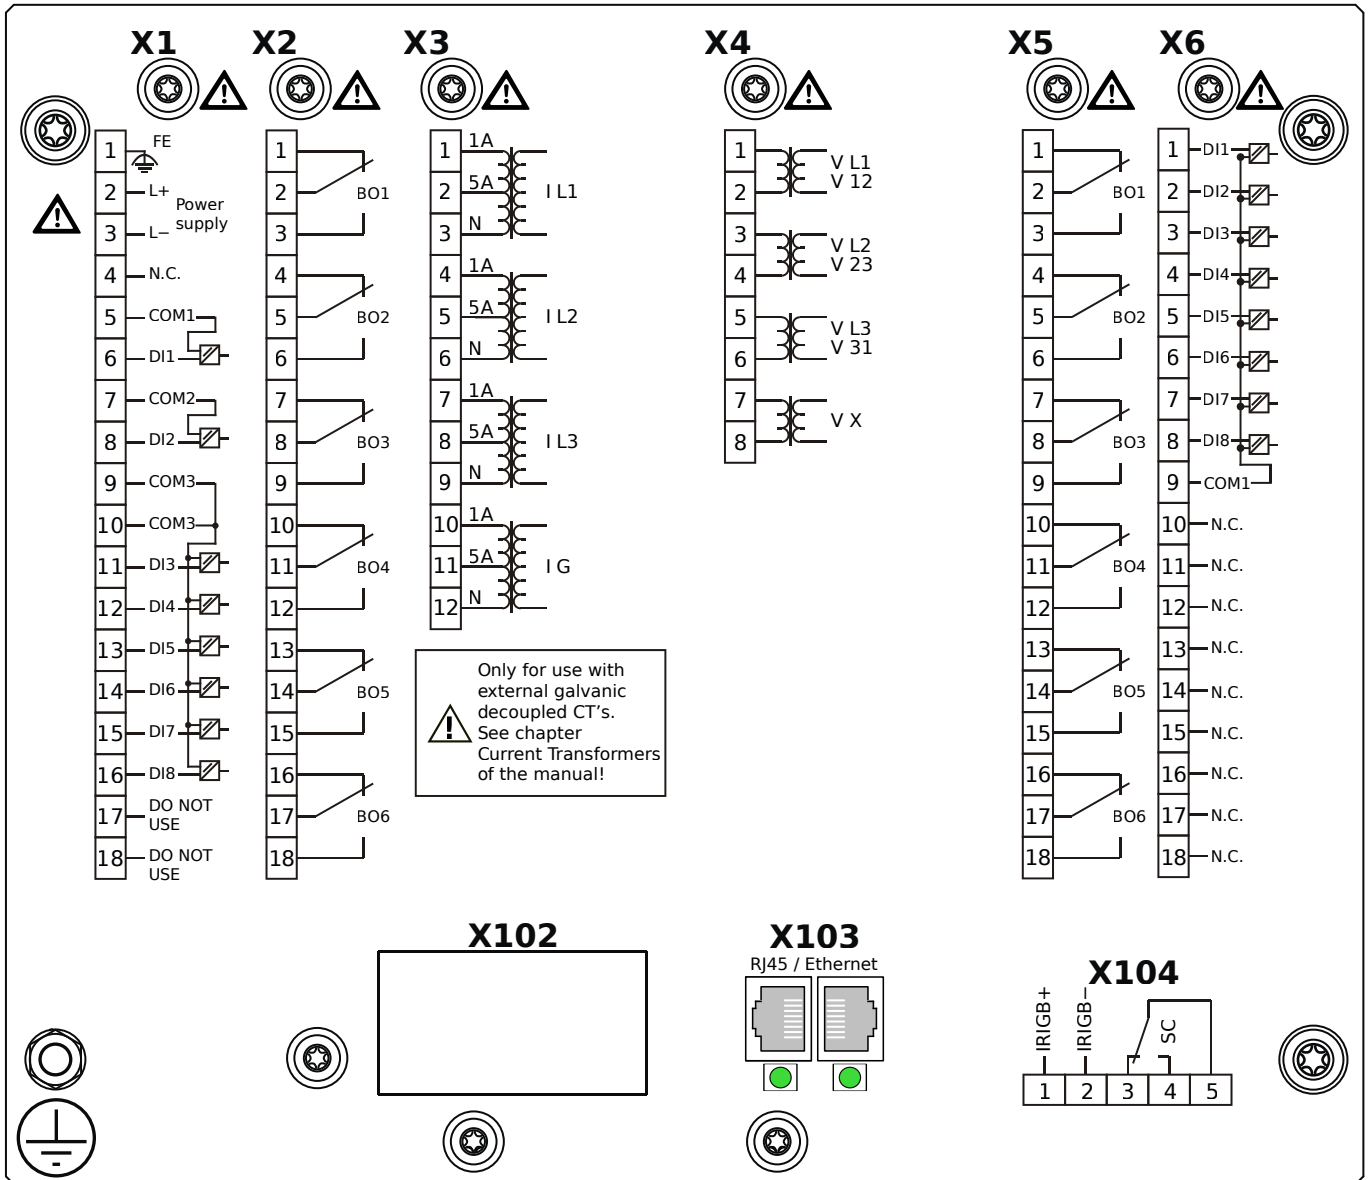 X1
X2
X3
X4
X5
X6
1 FE
2 L+
Power
supply
3 L−
4 N.C.
5 COM1
6 DI1
7 COM2
8 DI2
9 COM3
10 COM3
11 DI3
12 DI4
13 DI5
14 DI6
15 DI7
16 DI8
17 DO NOT
USE
18 DO NOT
USE
1
2 BO1
3
4
5 BO2
6
7
8 BO3
9
10
11 BO4
12
13
14 BO5
15
16
17 BO6
18
1 1A
2 5A I L1
3 N
4 1A
5 5A I L2
6 N
7 1A
8 5A I L3
9 N
10 1A
11 5A I G
12 N
Only for use with
external galvanic
decoupled CT's.
See chapter
Current Transformers
of the manual!
1 V L1
2 V 12
3 V L2
4 V 23
5 V L3
6 V 31
7 V X
8
1
2 BO1
3
4
5 BO2
6
7
8 BO3
9
10
11 BO4
12
13
14 BO5
15
16
17 BO6
18
1 DI1
2 DI2
3 DI3
4 DI4
5 DI5
6 DI6
7 DI7
8 DI8
9 COM1
10 N.C.
11 N.C.
12 N.C.
13 N.C.
14 N.C.
15 N.C.
16 N.C.
17 N.C.
18 N.C.
X102
X103
RJ45 / Ethernet
X104
IRIGB+
IRIGB−
SC
1 2 3 4 5